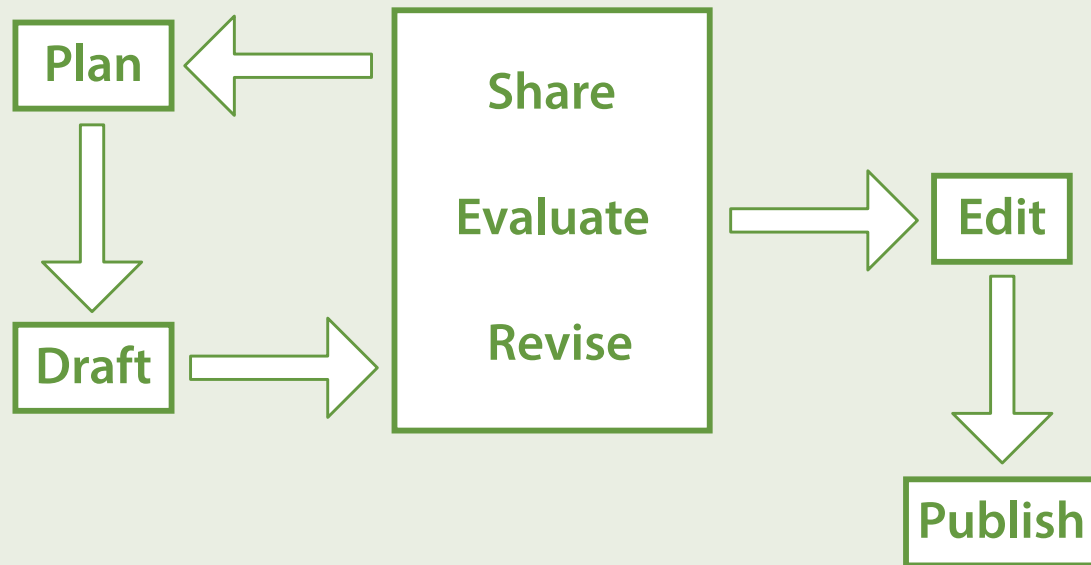 Plan
Share
Evaluate
Revise
Draft
Edit
Publish